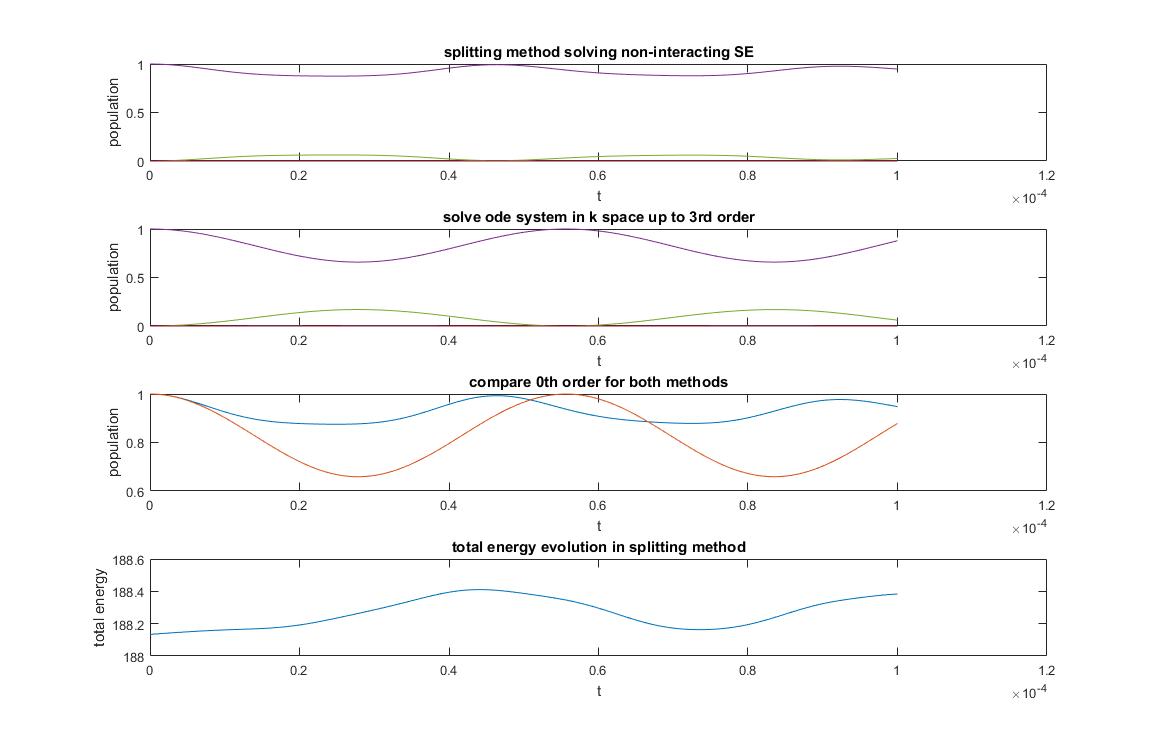 splitting method solving non-interacting SE
population
1
0.5
0
0 0.2 0.4 0.6 0.8 1 1.2
t
×10⁻⁴
solve ode system in k space up to 3rd order
population
1
0.5
0
0 0.2 0.4 0.6 0.8 1 1.2
t
×10⁻⁴
compare 0th order for both methods
population
1
0.8
0.6
0 0.2 0.4 0.6 0.8 1 1.2
t
×10⁻⁴
total energy evolution in splitting method
total energy
188.6
188.4
188.2
188
0 0.2 0.4 0.6 0.8 1 1.2
t
×10⁻⁴